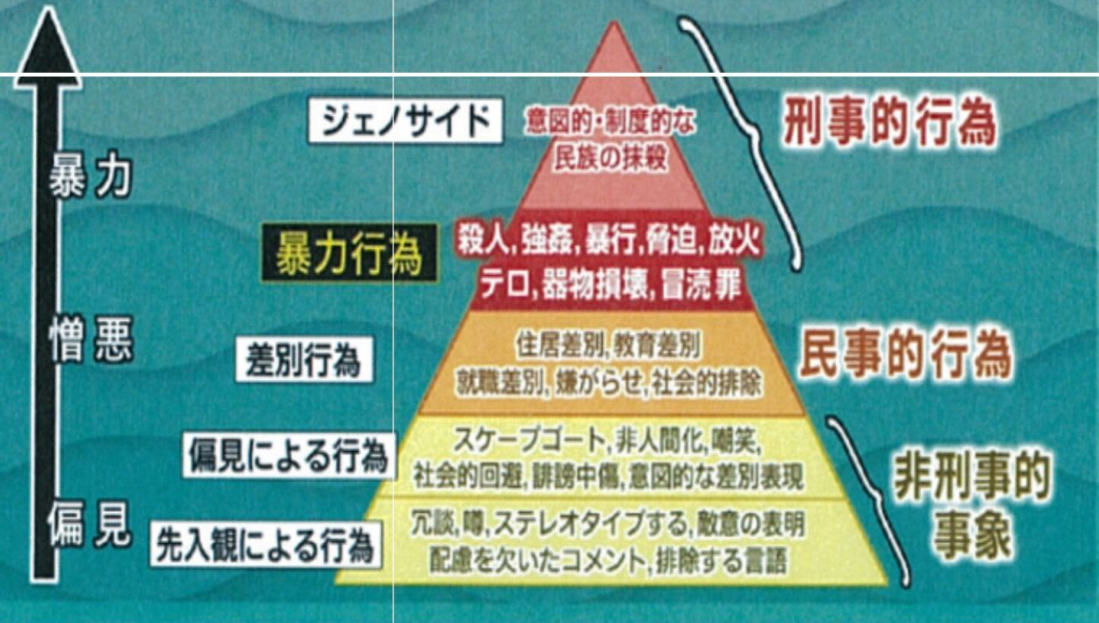 ジェノサイド
意図的・制度的な
民族の抹殺
刑事的行為
暴力
暴力行為
殺人,強姦,暴行,脅迫,放火
テロ,器物損壊,冒涜罪
憎悪
差別行為
住居差別,教育差別
就職差別,嫌がらせ,社会的排除
民事的行為
偏見による行為
スケープゴート,非人間化,嘲笑,
社会的回避,誹謗中傷,意図的な差別表現
非刑事的
事象
偏見
先入観による行為
冗談,噂,ステレオタイプする,敵意の表明
配慮を欠いたコメント,排除する言語